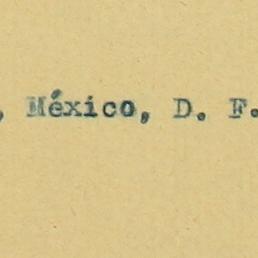 , México, D. F.